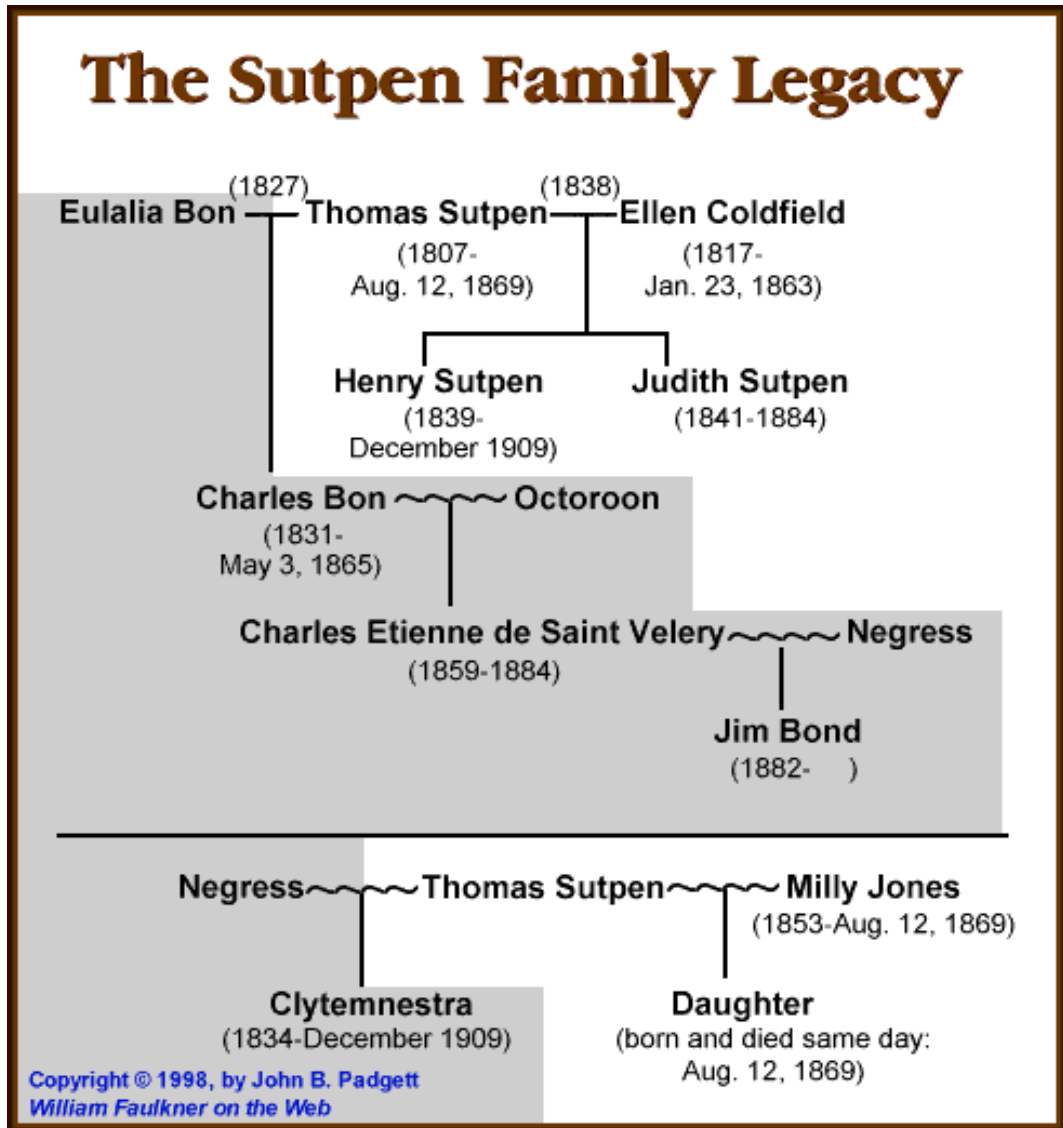 The Sutpen Family Legacy
(1827) (1838)
Eulalia Bon Thomas Sutpen Ellen Coldfield
(1807- (1817-
Aug. 12, 1869) Jan. 23, 1863)
Henry Sutpen Judith Sutpen
(1839- (1841-1884)
December 1909)
Charles Bon Octoroon
(1831-
May 3, 1865)
Charles Etienne de Saint Velery Negress
(1859-1884)
Jim Bond
(1882- )
Negress Thomas Sutpen Milly Jones
(1853-Aug. 12, 1869)
Clytemnestra Daughter
(1834-December 1909) (born and died same day:
Aug. 12, 1869)
Copyright © 1998, by John B. Padgett
William Faulkner on the Web